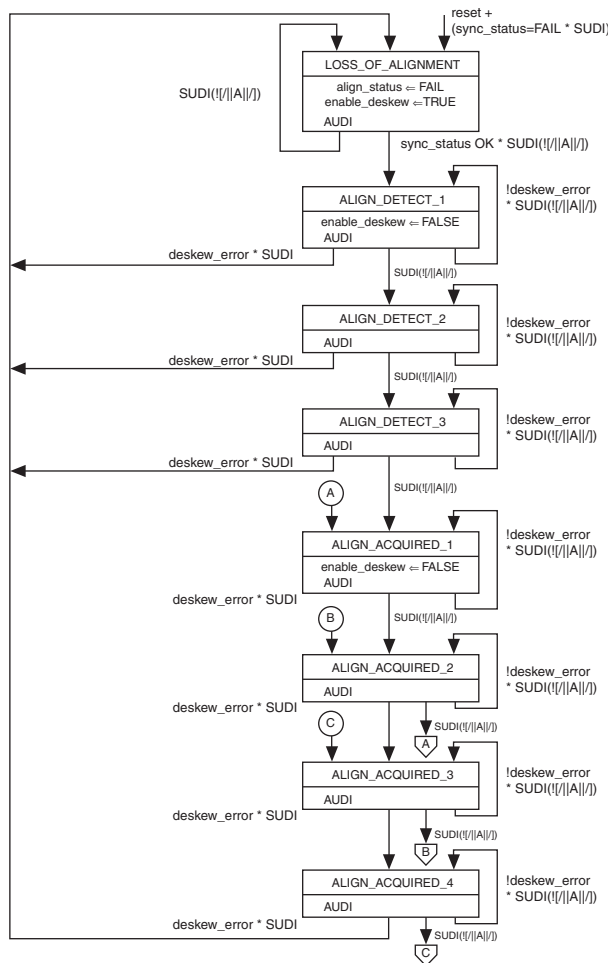 reset +
(sync_status=FAIL * SUDI)
LOSS_OF_ALIGNMENT
align_status ⇐ FAIL
enable_deskew ⇐TRUE
AUDI
SUDI(![/||A||/])
sync_status OK * SUDI(![/||A||/])
ALIGN_DETECT_1
enable_deskew ⇐ FALSE
AUDI
!deskew_error
* SUDI(![/||A||/])
deskew_error * SUDI
SUDI(![/||A||/])
ALIGN_DETECT_2
AUDI
!deskew_error
* SUDI(![/||A||/])
deskew_error * SUDI
SUDI(![/||A||/])
ALIGN_DETECT_3
AUDI
!deskew_error
* SUDI(![/||A||/])
deskew_error * SUDI
SUDI(![/||A||/])
A
ALIGN_ACQUIRED_1
enable_deskew ⇐ FALSE
AUDI
!deskew_error
* SUDI(![/||A||/])
deskew_error * SUDI
SUDI(![/||A||/])
B
ALIGN_ACQUIRED_2
AUDI
!deskew_error
* SUDI(![/||A||/])
deskew_error * SUDI
SUDI(![/||A||/])
A
C
ALIGN_ACQUIRED_3
AUDI
!deskew_error
* SUDI(![/||A||/])
deskew_error * SUDI
SUDI(![/||A||/])
B
ALIGN_ACQUIRED_4
AUDI
!deskew_error
* SUDI(![/||A||/])
deskew_error * SUDI
SUDI(![/||A||/])
C